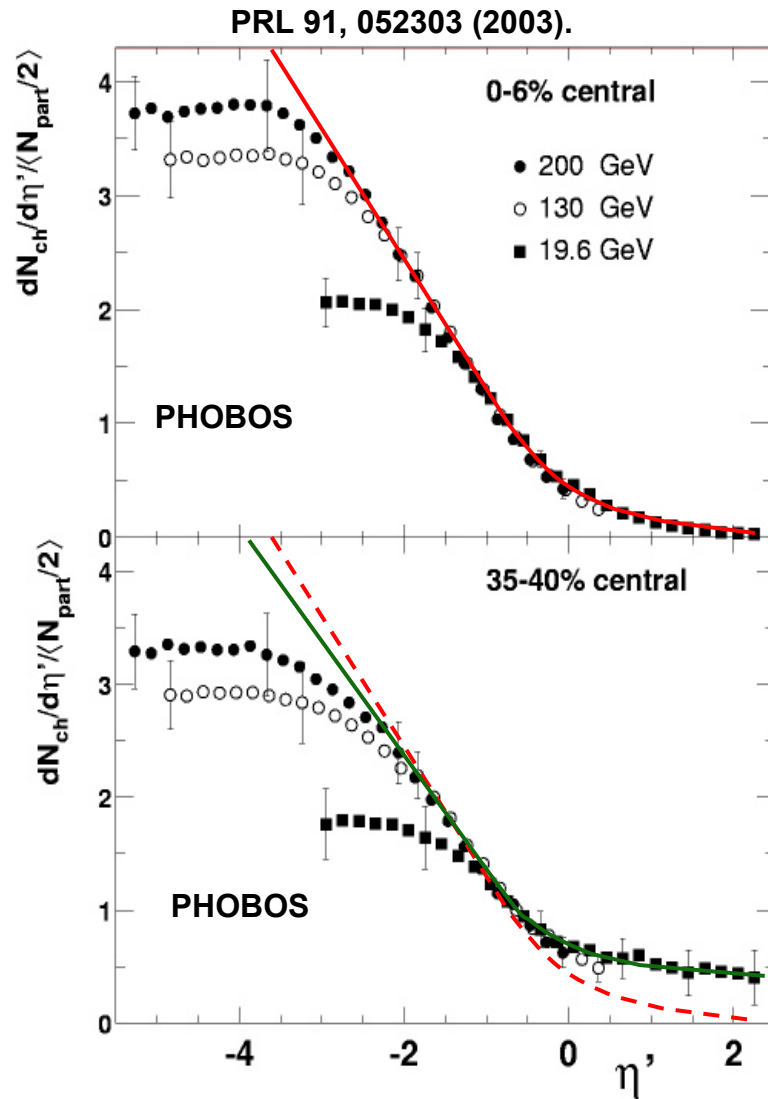 PRL 91, 052303 (2003).
dN_ch/dη'/⟨N_part/2⟩
4
3
2
1
0
0-6% central
200 GeV
130 GeV
19.6 GeV
PHOBOS
dN_ch/dη'/⟨N_part/2⟩
4
3
2
1
0
35-40% central
PHOBOS
-4 -2 0 2
η'